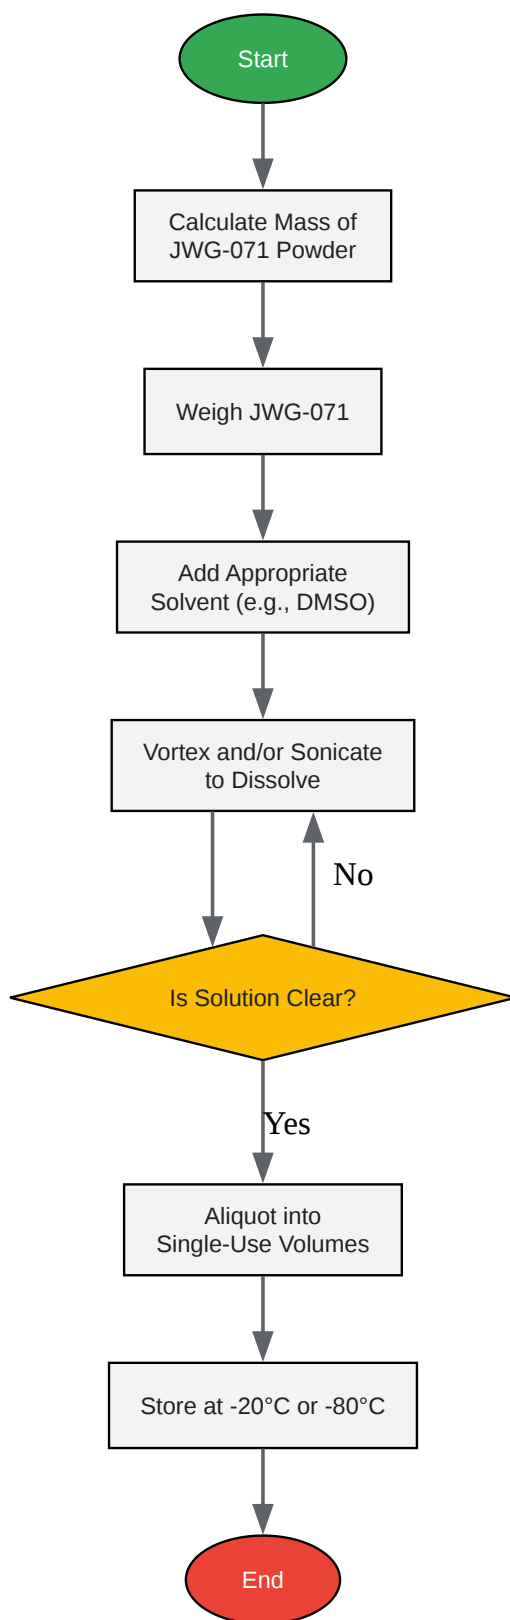 Start
Calculate Mass of
JWG-071 Powder
Weigh JWG-071
Add Appropriate
Solvent (e.g., DMSO)
Vortex and/or Sonicate
to Dissolve
No
Is Solution Clear?
Yes
Aliquot into
Single-Use Volumes
Store at -20°C or -80°C
End